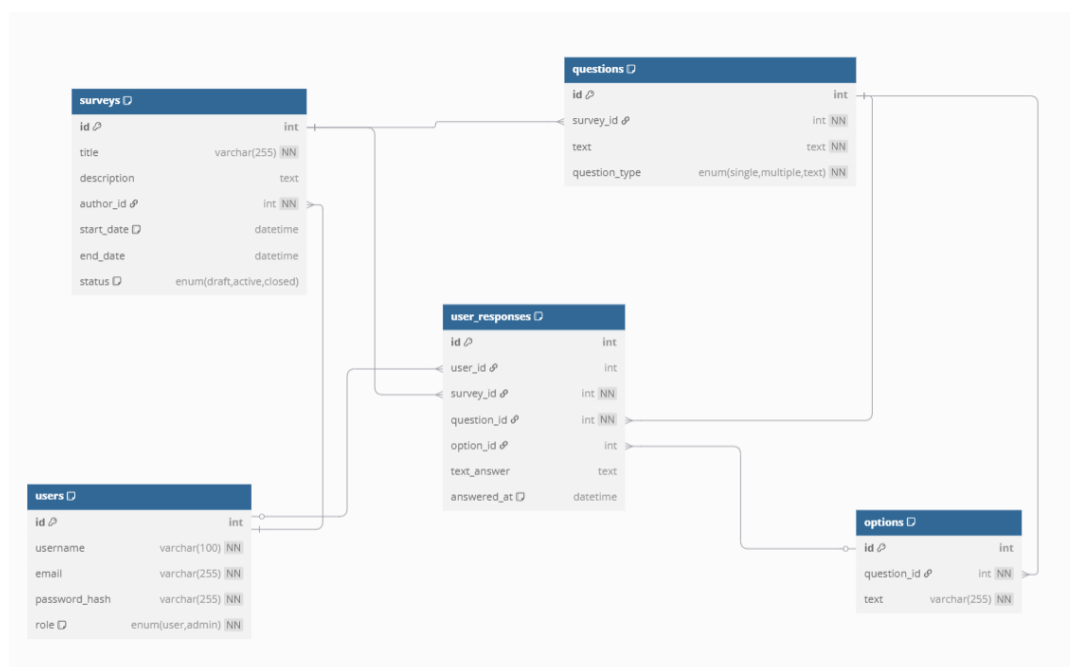 surveys
id int
title varchar(255) NN
description text
author_id int NN
start_date datetime
end_date datetime
status enum(draft,active,closed)
questions
id int
survey_id int NN
text text NN
question_type enum(single,multiple,text) NN
user_responses
id int
user_id int
survey_id int NN
question_id int NN
option_id int
text_answer text
answered_at datetime
users
id int
username varchar(100) NN
email varchar(255) NN
password_hash varchar(255) NN
role enum(user,admin) NN
options
id int
question_id int NN
text varchar(255) NN